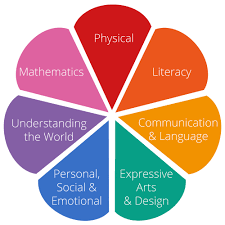 Physical
Literacy
Communication
& Language
Expressive
Arts
& Design
Personal,
Social &
Emotional
Understanding
the World
Mathematics